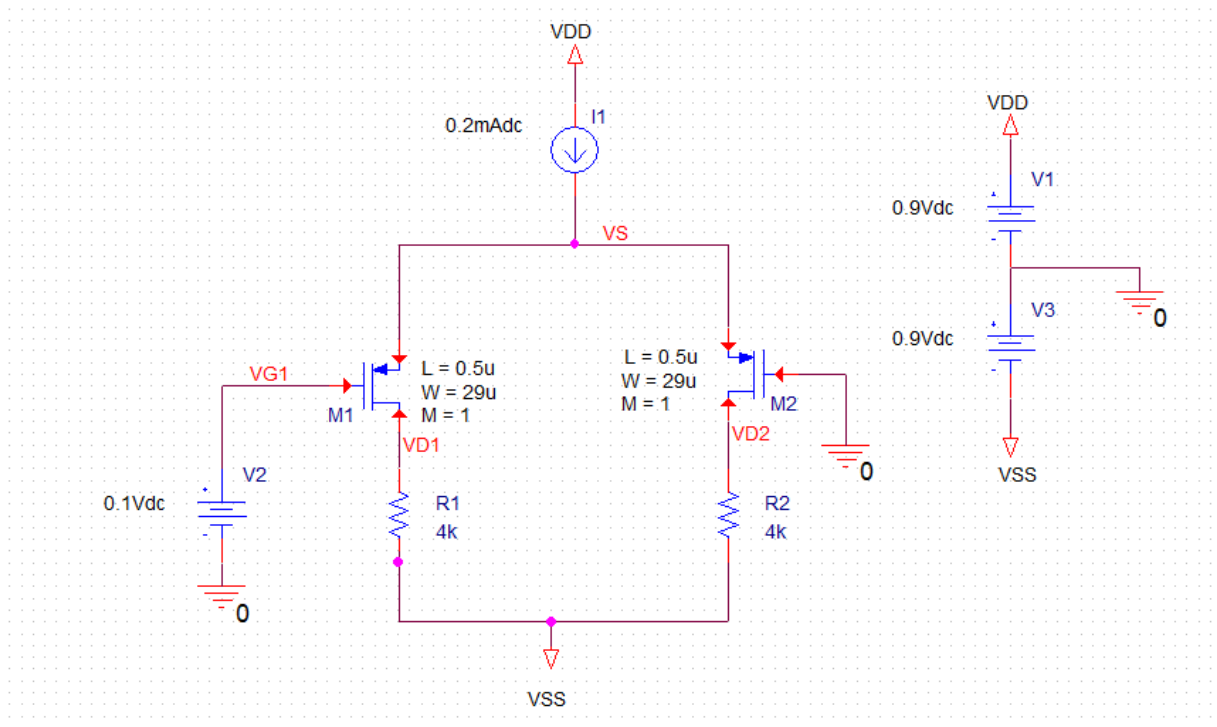 VDD
I1
0.2mAdc
VS
VG1
M1
L = 0.5u
W = 29u
M = 1
VD1
V2
0.1Vdc
0
R1
4k
L = 0.5u
W = 29u
M = 1
M2
VD2
0
R2
4k
VSS
VDD
V1
0.9Vdc
0
V3
0.9Vdc
VSS